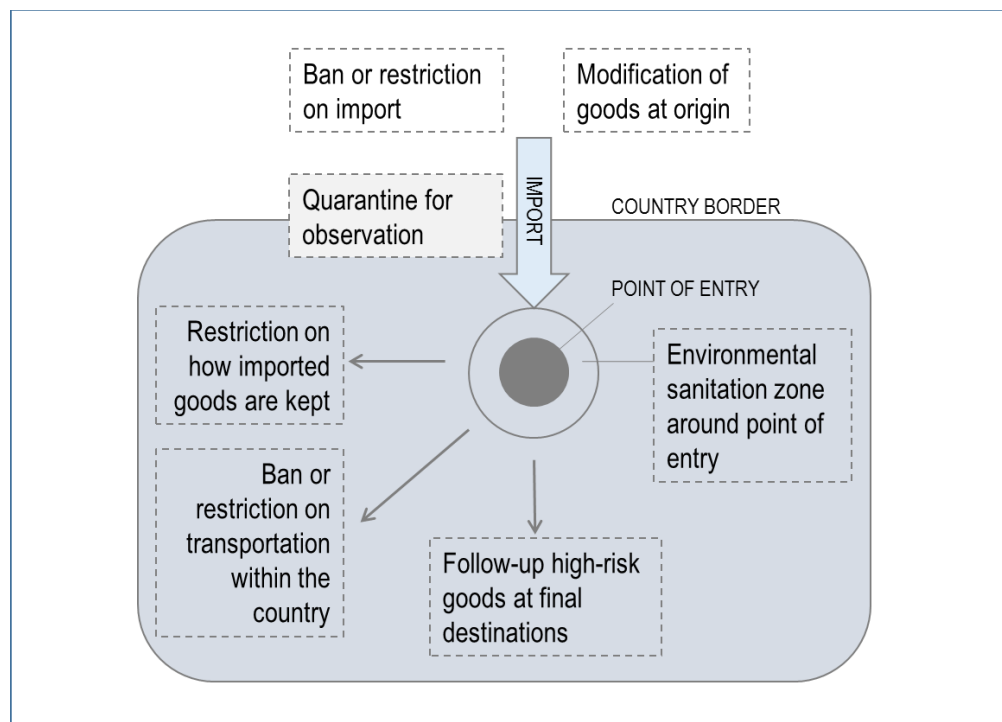 Ban or restriction
on import
Modification of
goods at origin
IMPORT
Quarantine for
observation
COUNTRY BORDER
POINT OF ENTRY
Restriction on
how imported
goods are kept
Environmental
sanitation zone
around point of
entry
Ban or
restriction on
transportation
within the
country
Follow-up high-risk
goods at final
destinations